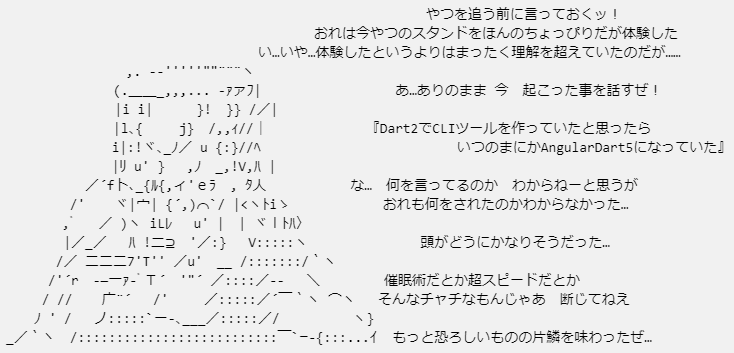 やつを追う前に言っておくッ！
おれは今やつのスタンドをほんのちょっぴりだが体験した
い…いや…体験したというよりはまったく理解を超えていたのだが……
あ…ありのまま 今　起こった事を話すぜ！
『Dart2でCLIツールを作っていたと思ったら
いつのまにかAngularDart5になっていた』
な…　何を言ってるのか　わからねーと思うが
おれも何をされたのかわからなかった…
頭がどうにかなりそうだった…
催眠術だとか超スピードだとか
そんなチャチなもんじゃあ　断じてねえ
もっと恐ろしいものの片鱗を味わったぜ…